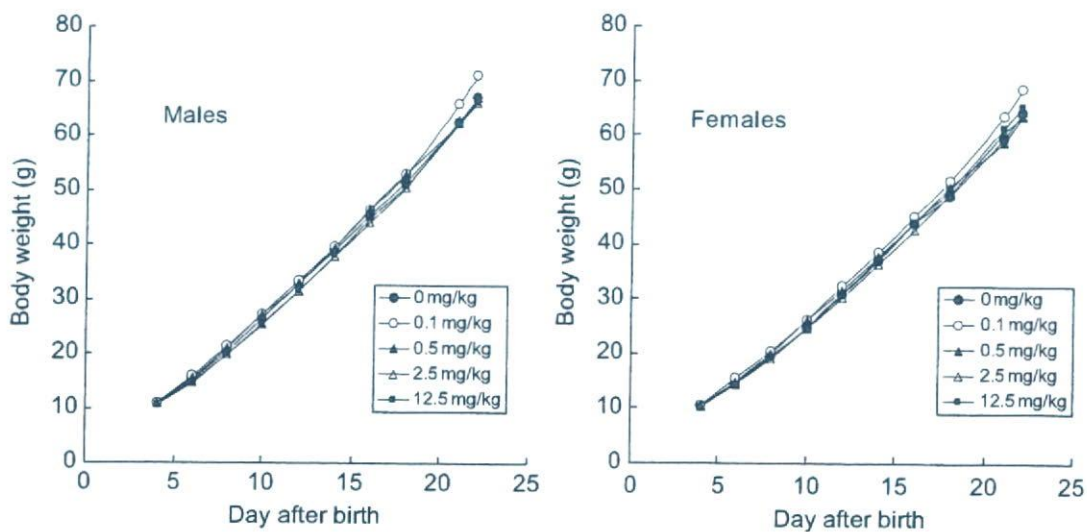 80
70
60
50
40
30
20
10
0
Body weight (g)
Males
0 mg/kg
0.1 mg/kg
0.5 mg/kg
2.5 mg/kg
12.5 mg/kg
0 5 10 15 20 25
Day after birth
80
70
60
50
40
30
20
10
0
Body weight (g)
Females
0 mg/kg
0.1 mg/kg
0.5 mg/kg
2.5 mg/kg
12.5 mg/kg
0 5 10 15 20 25
Day after birth